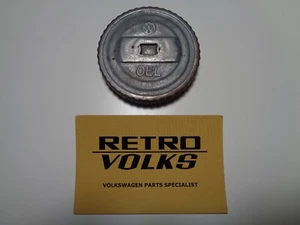 OEL
RETRO
VOLKS
VOLKSWAGEN PARTS SPECIALIST